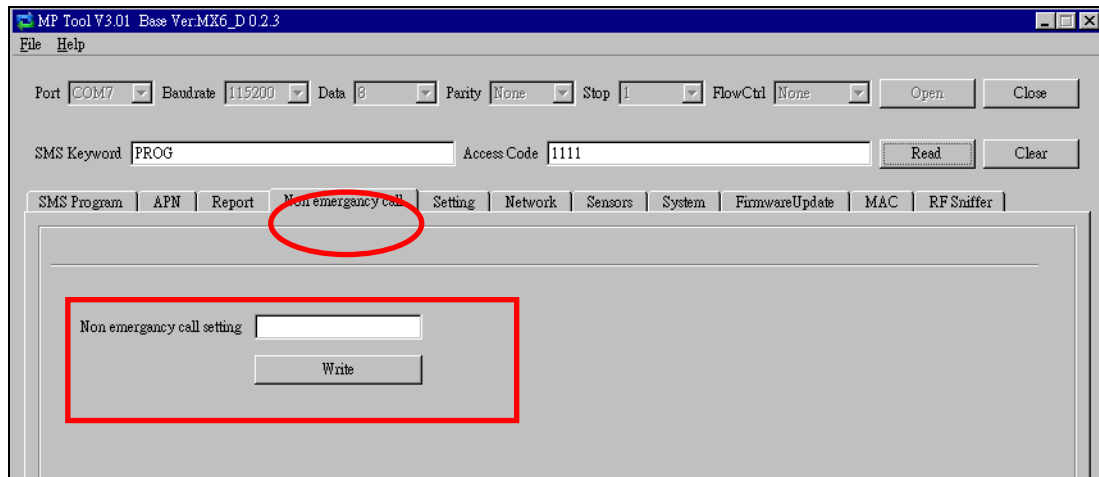 MP Tool V3.01 Base Ver:MX6_D 0.2.3
File Help
Port COM7 Baudrate 115200 Data 8 Parity None Stop 1 FlowCtrl None Open Close
SMS Keyword PROG Access Code 1111 Read Clear
SMS Program APN Report Non emergancy call Setting Network Sensors System FirmwareUpdate MAC RF Sniffer
Non emergancy call setting
Write